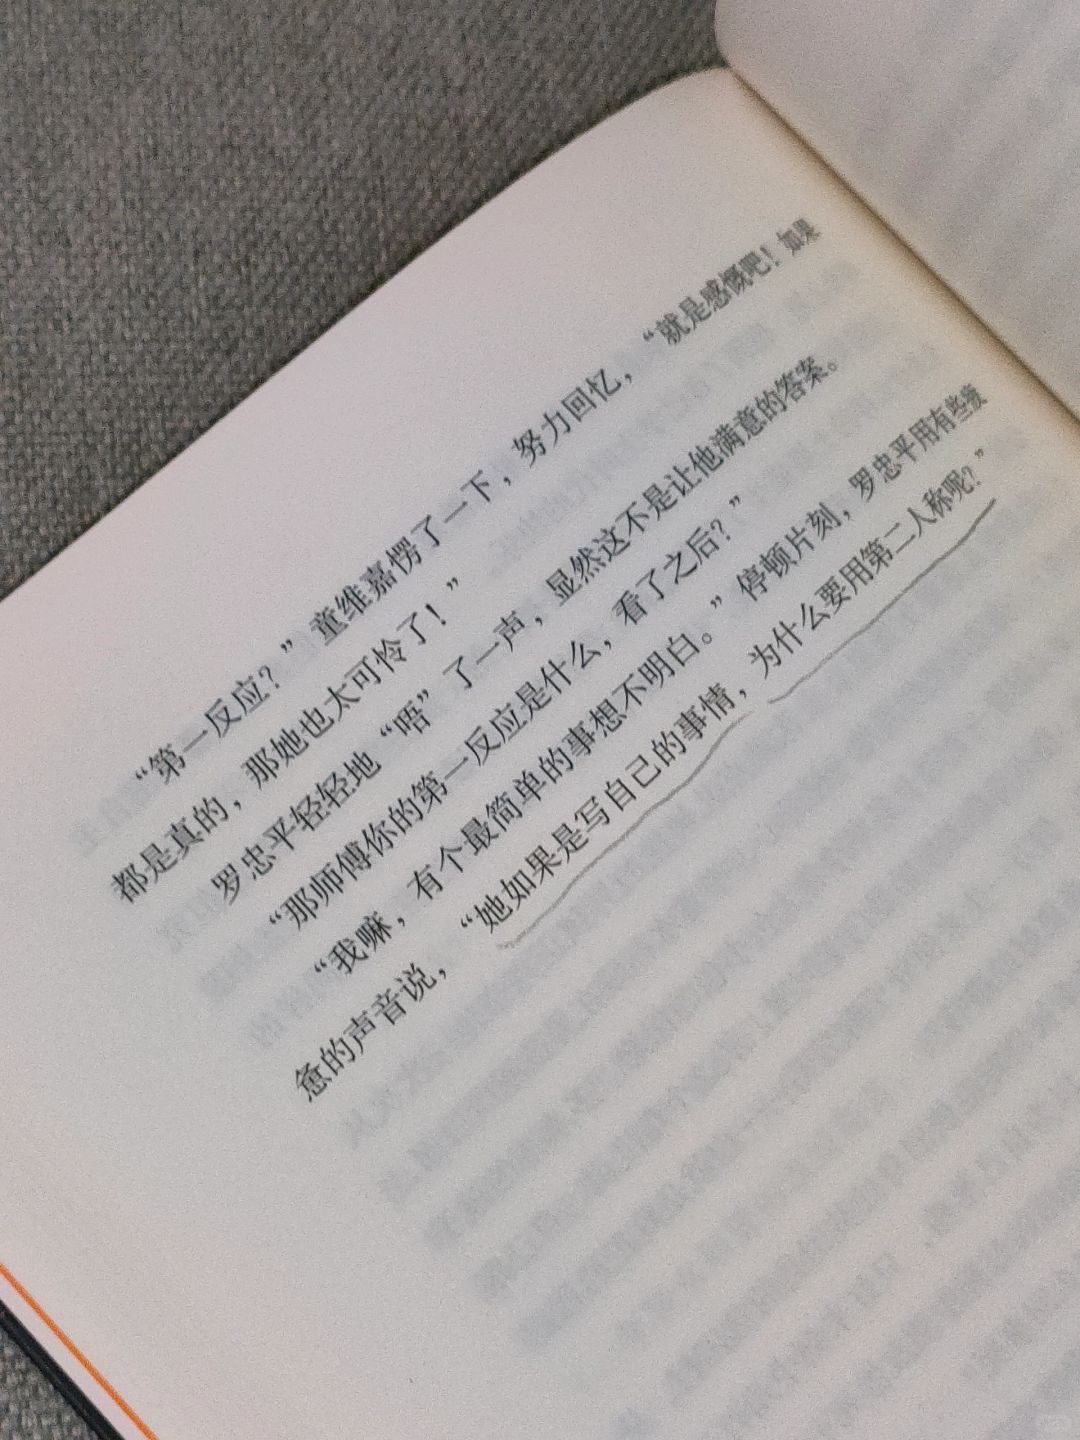 “第一反应？”童维嘉愣了一下，努力回忆，“就是感慨吧！如果
都是真的，那她也太可怜了！”
罗忠平轻轻地“唔”了一声，显然这不是让他满意的答案。
“那师傅你的第一反应是什么，看了之后？”
“我嘛，有个最简单的事想不明白。”停顿片刻，罗忠平用有些疲
惫的声音说，“她如果是写自己的事情，为什么要用第二人称呢？”